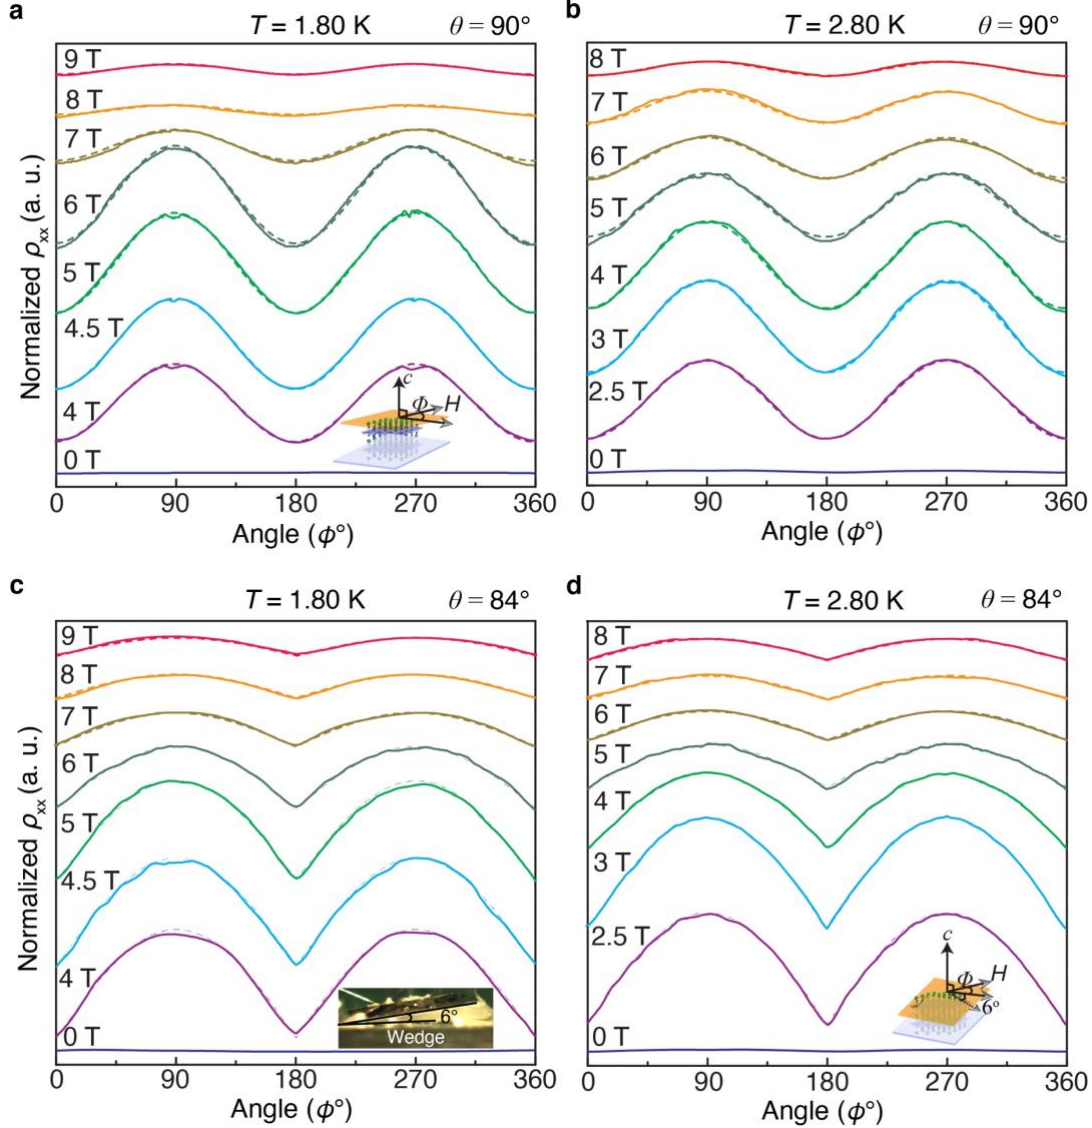 a
T = 1.80 K θ = 90°
9 T
8 T
7 T
6 T
5 T
4.5 T
4 T
0 T
c
Φ
H
Normalized ρxx (a. u.)
0 90 180 270 360
Angle (ϕ°)
b
T = 2.80 K θ = 90°
8 T
7 T
6 T
5 T
4 T
3 T
2.5 T
0 T
0 90 180 270 360
Angle (ϕ°)
c
T = 1.80 K θ = 84°
9 T
8 T
7 T
6 T
5 T
4.5 T
4 T
0 T
6°
Wedge
Normalized ρxx (a. u.)
0 90 180 270 360
Angle (ϕ°)
d
T = 2.80 K θ = 84°
8 T
7 T
6 T
5 T
4 T
3 T
2.5 T
0 T
c
Φ
H
6°
0 90 180 270 360
Angle (ϕ°)